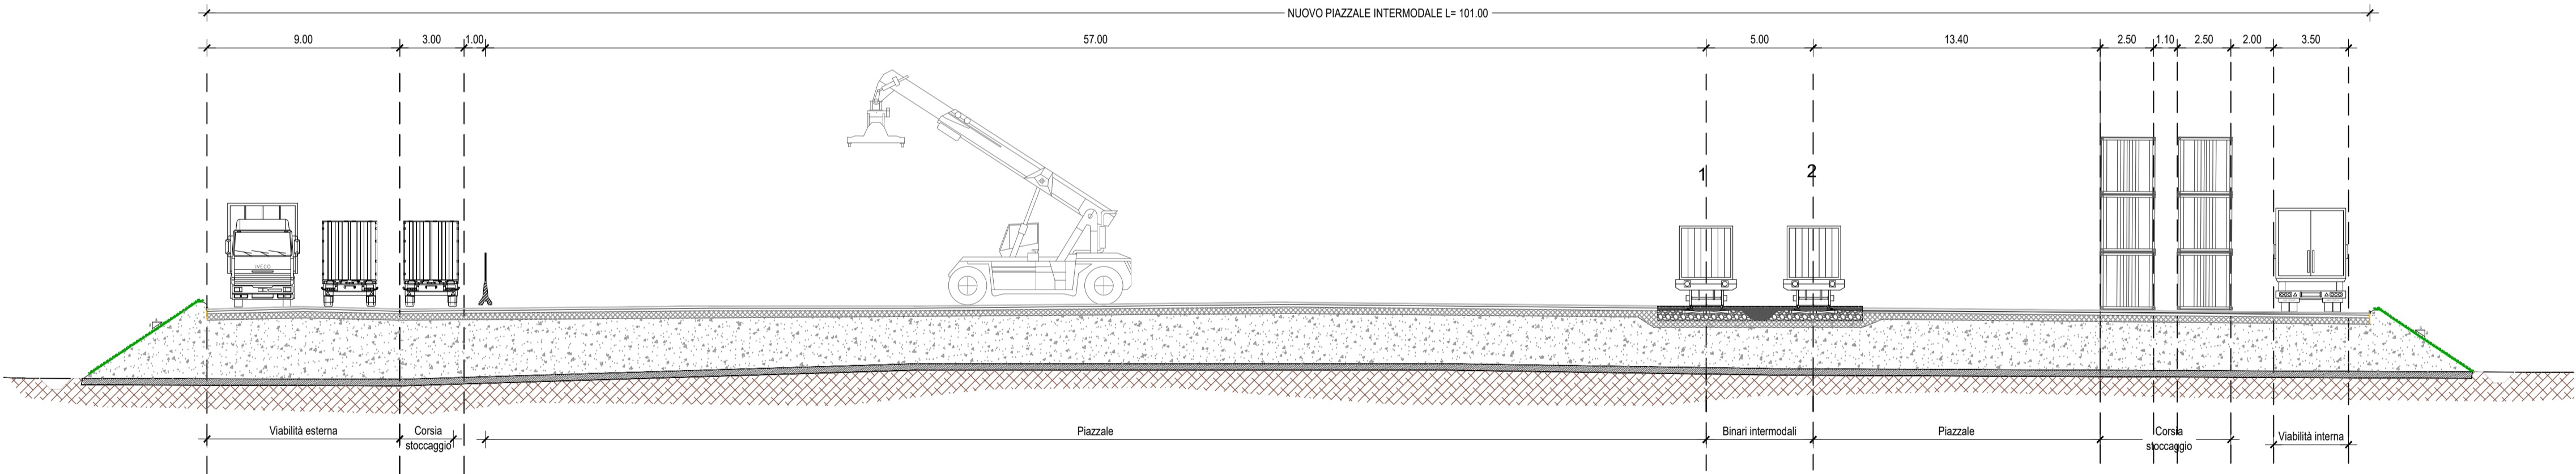 NUOVO PIAZZALE INTERMODALE L= 101.00
9.00 3.00 1.00 57.00 5.00 13.40 2.50 1.10 2.50 2.00 3.50
1 2
IVECO
Viabilità esterna
Corsia
stoccaggio
Piazzale
Binari intermodali
Piazzale
Corsia
stoccaggio
Viabilità interna